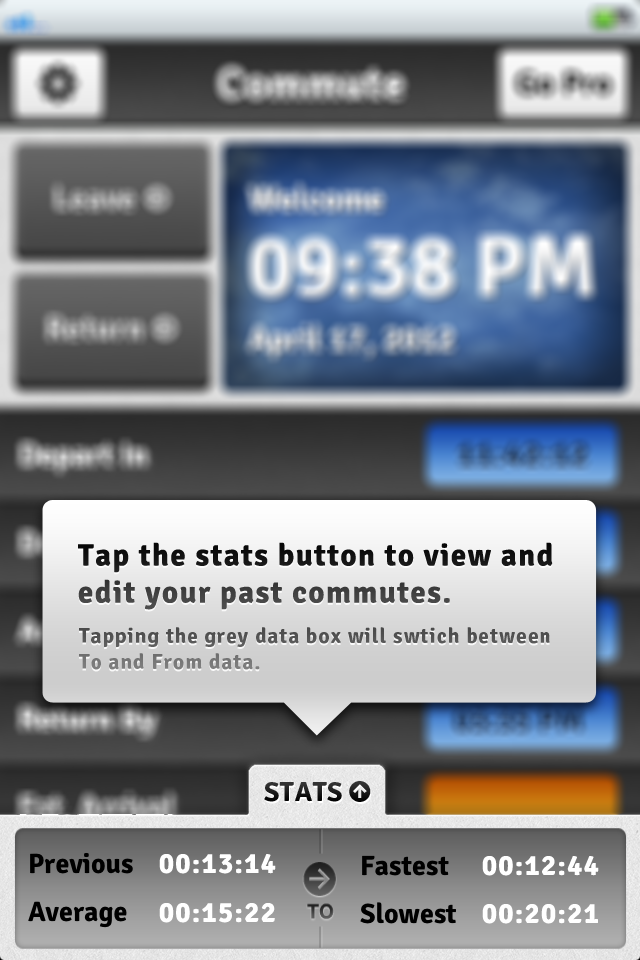 Commute
Go Pro
Leave
Welcome
09:38 PM
Return
April 17, 2012
Depart In
Tap the stats button to view and
edit your past commutes.
Tapping the grey data box will swtich between
To and From data.
Return By
Est. Arrival
STATS
Previous 00:13:14 Fastest 00:12:44
TO
Average 00:15:22 Slowest 00:20:21